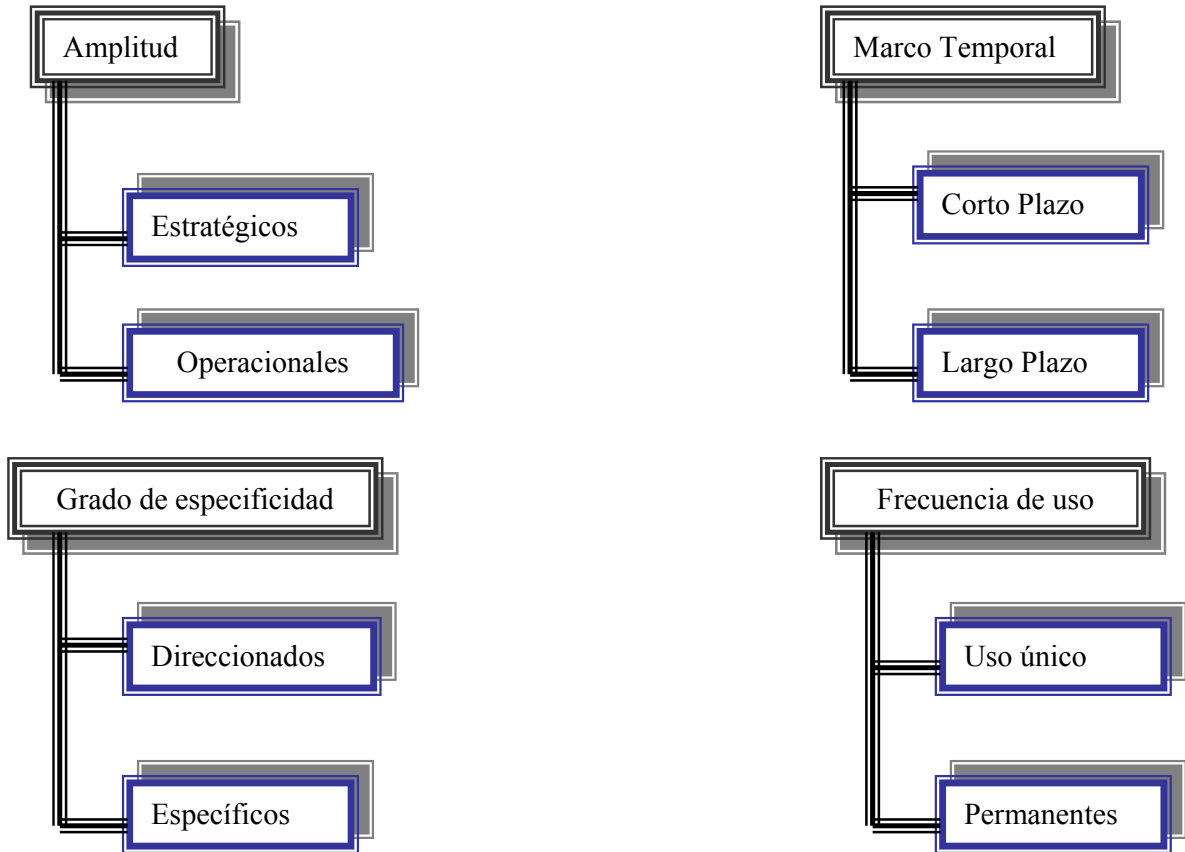 Amplitud
Estratégicos
Operacionales
Marco Temporal
Corto Plazo
Largo Plazo
Grado de especificidad
Direccionados
Específicos
Frecuencia de uso
Uso único
Permanentes